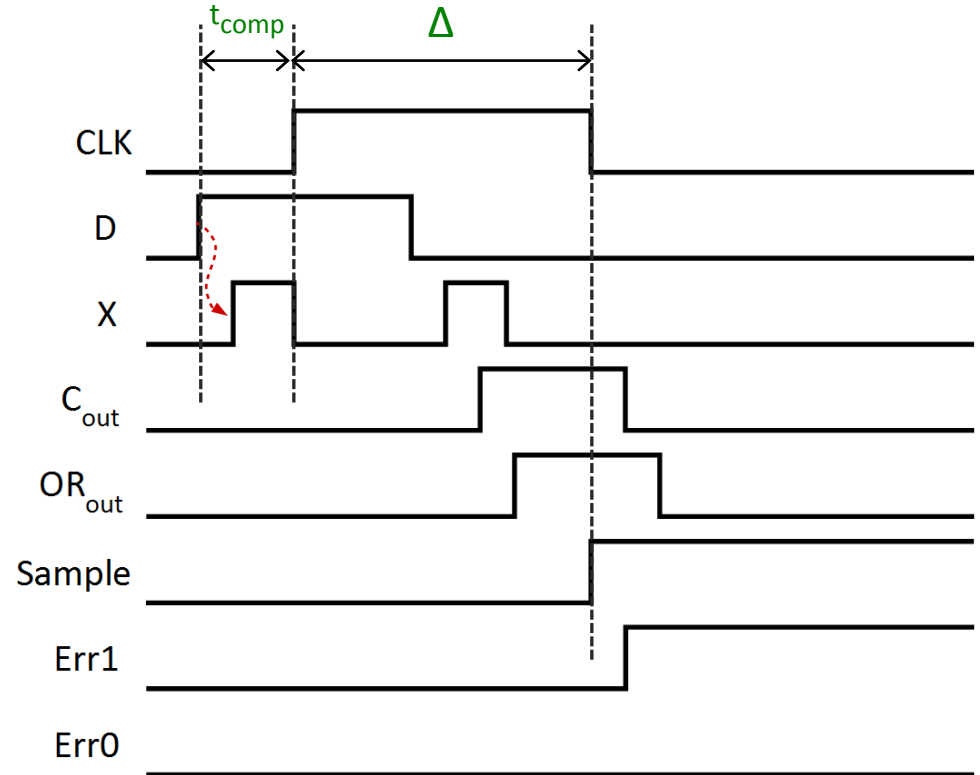 t_comp Δ
CLK
D
X
C_out
OR_out
Sample
Err1
Err0